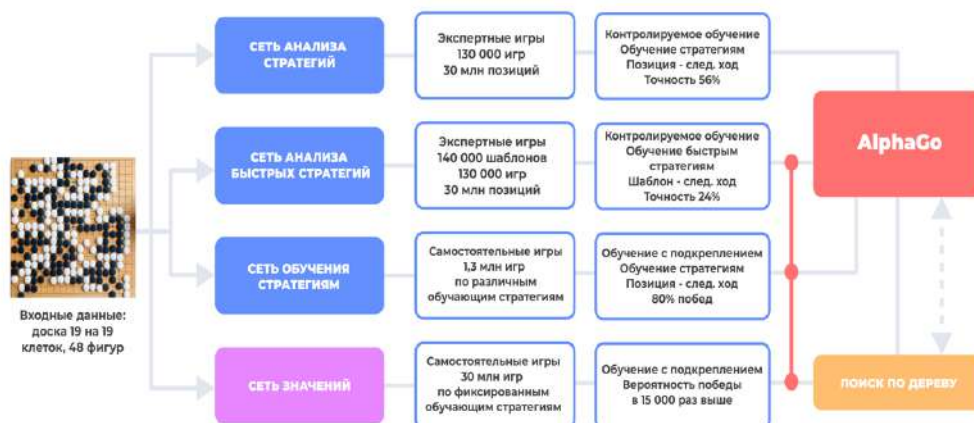 СЕТЬ АНАЛИЗА
СТРАТЕГИЙ
Экспертные игры
130 000 игр
30 млн позиций
Контролируемое обучение
Обучение стратегиям
Позиция - след. ход
Точность 56%
AlphaGo
СЕТЬ АНАЛИЗА
БЫСТРЫХ СТРАТЕГИЙ
Экспертные игры
140 000 шаблонов
130 000 игр
30 млн позиций
Контролируемое обучение
Обучение быстрым
стратегиям
Шаблон - след. ход
Точность 24%
Входные данные:
доска 19 на 19
клеток, 48 фигур
СЕТЬ ОБУЧЕНИЯ
СТРАТЕГИЯМ
Самостоятельные игры
1,3 млн игр
по различным
обучающим стратегиям
Обучение с подкреплением
Обучение стратегиям
Позиция - след. ход
80% побед
СЕТЬ ЗНАЧЕНИЙ
Самостоятельные игры
30 млн игр
по фиксированным
обучающим стратегиям
Обучение с подкреплением
Вероятность победы
в 15 000 раз выше
ПОИСК ПО ДЕРЕВУ